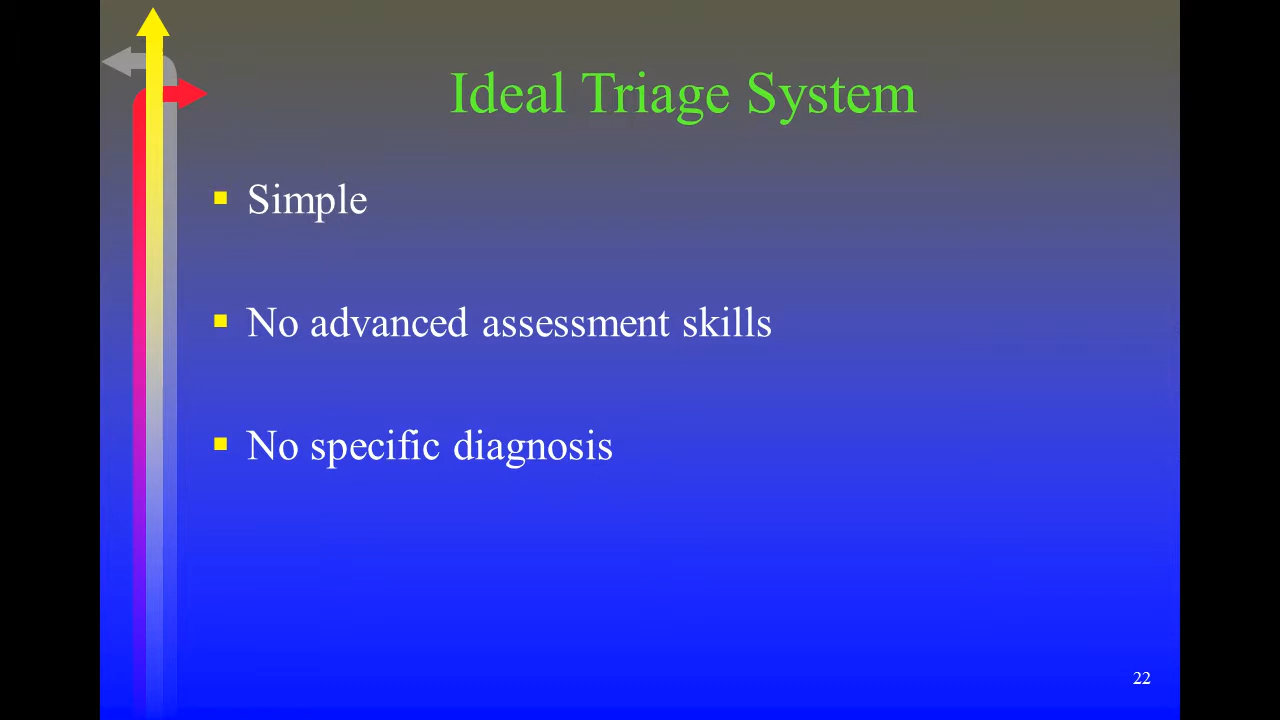 Ideal Triage System
Simple
No advanced assessment skills
No specific diagnosis
22